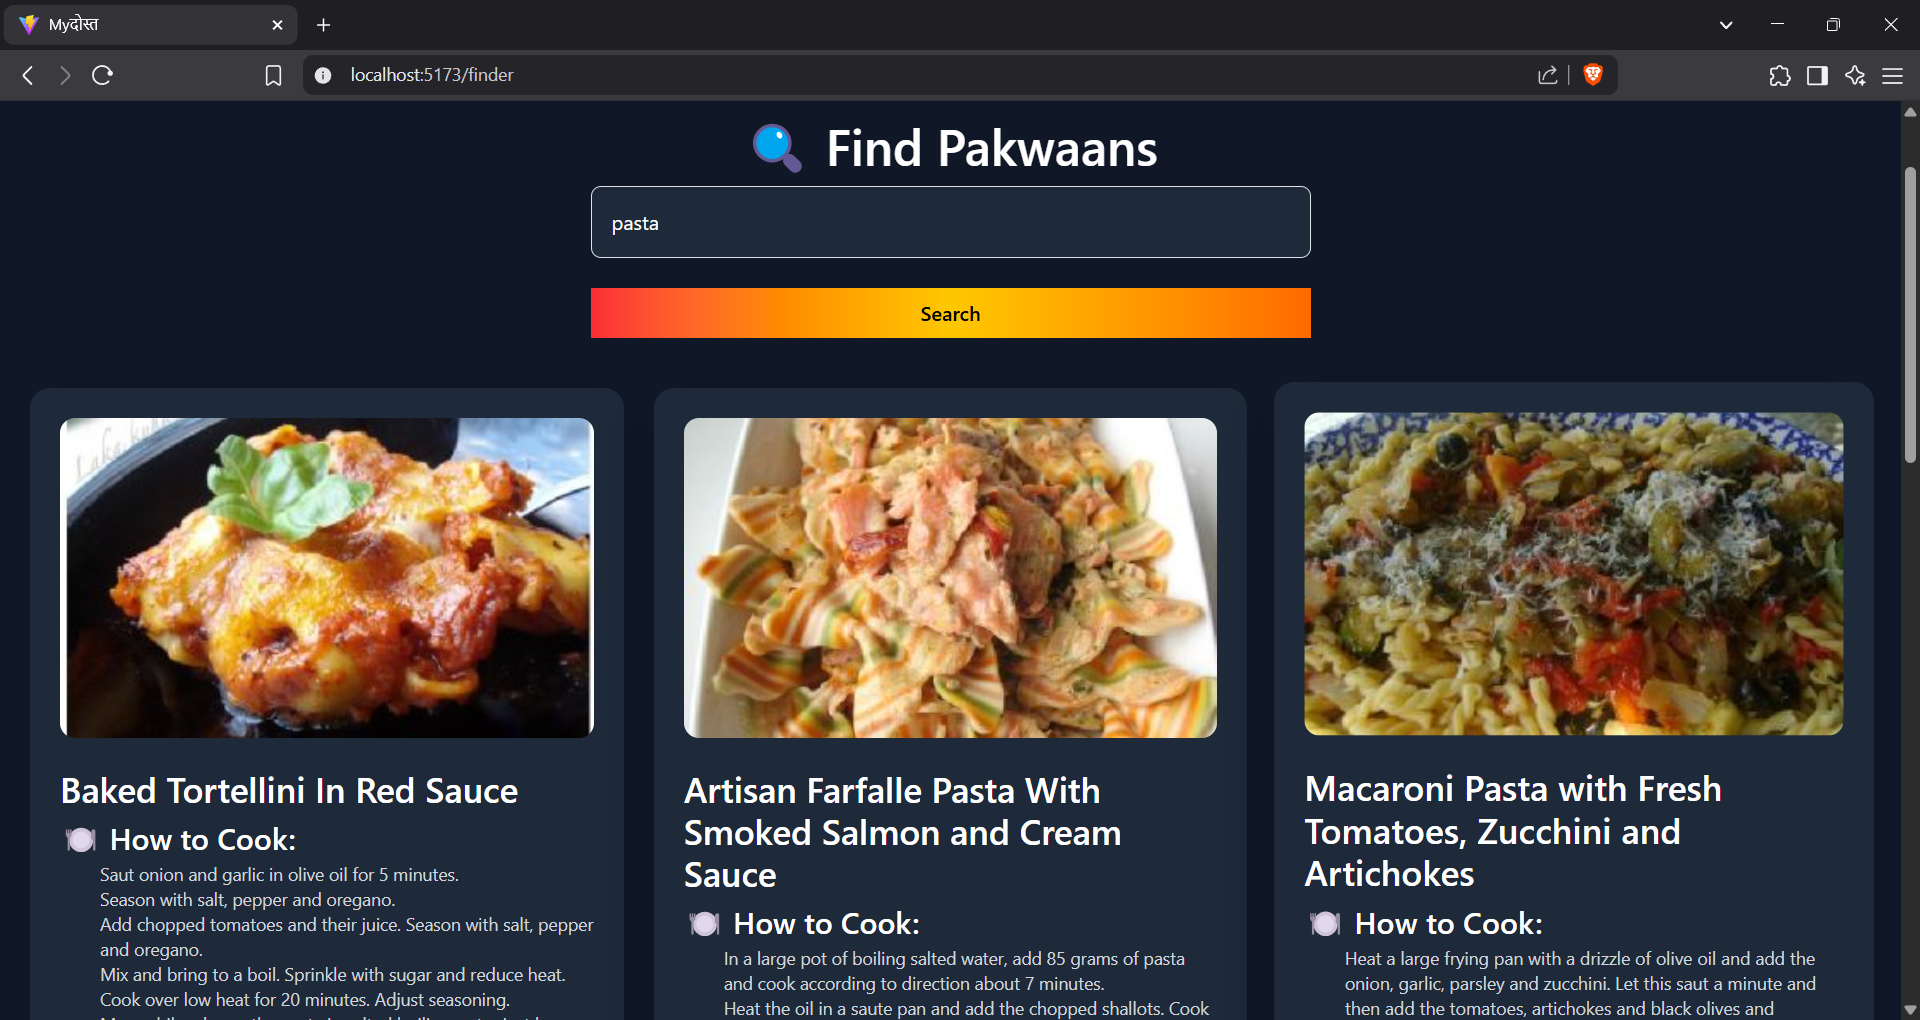 Myदोस्त
localhost:5173/finder
Find Pakwaans
pasta
Search
Baked Tortellini In Red Sauce
How to Cook:
Saut onion and garlic in olive oil for 5 minutes.
Season with salt, pepper and oregano.
Add chopped tomatoes and their juice. Season with salt, pepper
and oregano.
Mix and bring to a boil. Sprinkle with sugar and reduce heat.
Cook over low heat for 20 minutes. Adjust seasoning.
Artisan Farfalle Pasta With
Smoked Salmon and Cream
Sauce
How to Cook:
In a large pot of boiling salted water, add 85 grams of pasta
and cook according to direction about 7 minutes.
Heat the oil in a saute pan and add the chopped shallots. Cook
Macaroni Pasta with Fresh
Tomatoes, Zucchini and
Artichokes
How to Cook:
Heat a large frying pan with a drizzle of olive oil and add the
onion, garlic, parsley and zucchini. Let this saut a minute and
then add the tomatoes, artichokes and black olives and